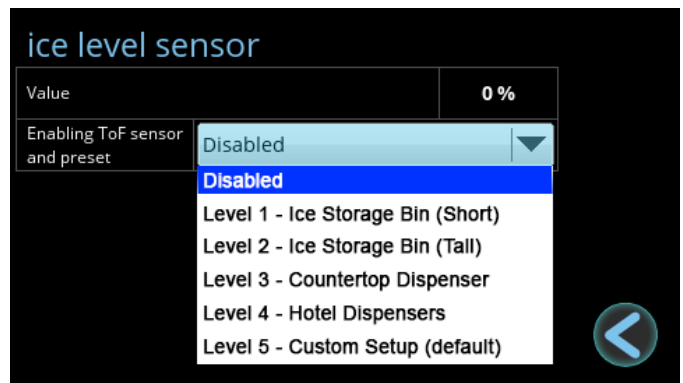 ice level sensor
Value
0 %
Enabling ToF sensor
and preset
Disabled
Disabled
Level 1 - Ice Storage Bin (Short)
Level 2 - Ice Storage Bin (Tall)
Level 3 - Countertop Dispenser
Level 4 - Hotel Dispensers
Level 5 - Custom Setup (default)